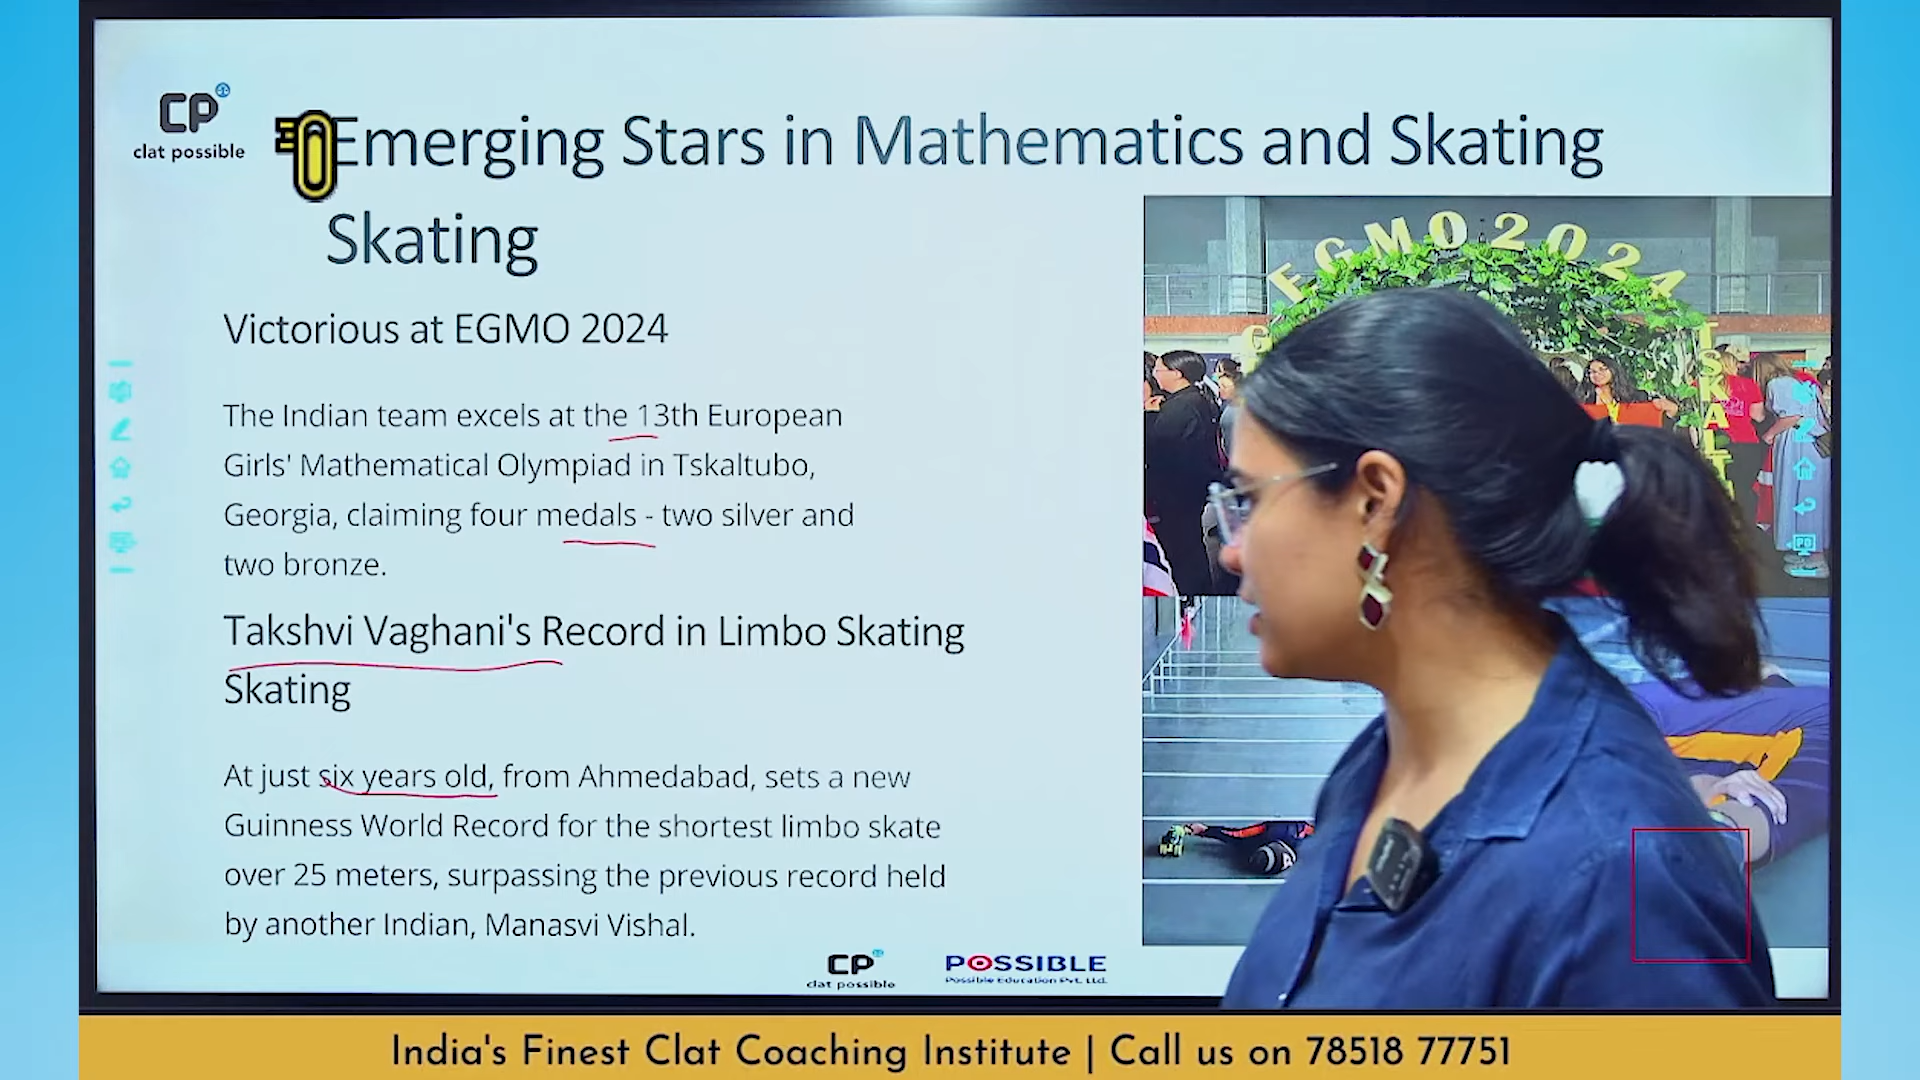 CP
clat possible
Emerging Stars in Mathematics and Skating
Skating
Victorious at EGMO 2024
The Indian team excels at the 13th European
Girls' Mathematical Olympiad in Tskaltubo,
Georgia, claiming four medals - two silver and
two bronze.
Takshvi Vaghani's Record in Limbo Skating
Skating
At just six years old, from Ahmedabad, sets a new
Guinness World Record for the shortest limbo skate
over 25 meters, surpassing the previous record held
by another Indian, Manasvi Vishal.
EGMO 2024
CP
clat possible
POSSIBLE
Possible Education Pvt. Ltd.
India's Finest Clat Coaching Institute | Call us on 78518 77751